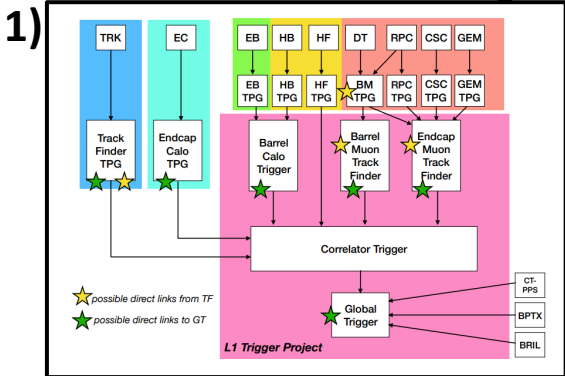 1)
TRK
EC
EB
HB
HF
DT
RPC
CSC
GEM
EB
TPG
HB
TPG
HF
TPG
BM
TPG
RPC
TPG
CSC
TPG
GEM
TPG
Track
Finder
TPG
Endcap
Calo
TPG
Barrel
Calo
Trigger
Barrel
Muon
Track
Finder
Endcap
Muon
Track
Finder
Correlator Trigger
possible direct links from TF
possible direct links to GT
Global
Trigger
CT-
PPS
BPTX
BRIL
L1 Trigger Project